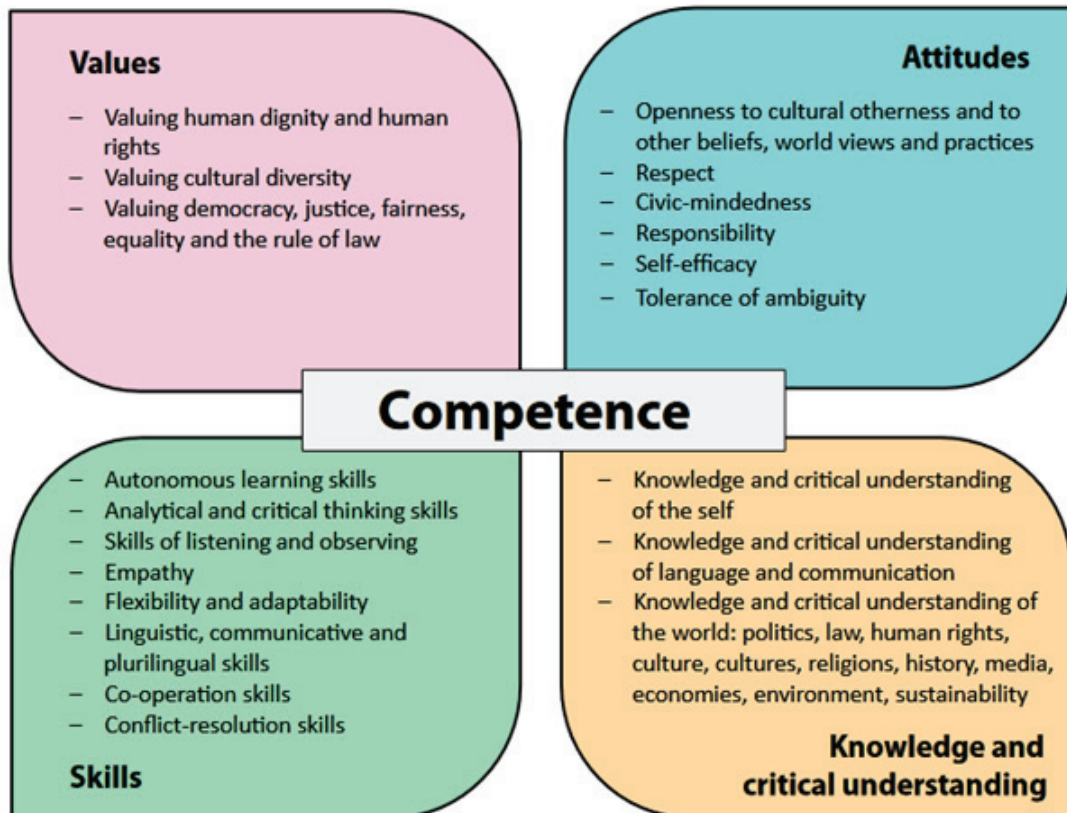 Values
– Valuing human dignity and human
rights
– Valuing cultural diversity
– Valuing democracy, justice, fairness,
equality and the rule of law
Attitudes
– Openness to cultural otherness and to
other beliefs, world views and practices
– Respect
– Civic-mindedness
– Responsibility
– Self-efficacy
– Tolerance of ambiguity
Competence
– Autonomous learning skills
– Analytical and critical thinking skills
– Skills of listening and observing
– Empathy
– Flexibility and adaptability
– Linguistic, communicative and
plurilingual skills
– Co-operation skills
– Conflict-resolution skills
Skills
– Knowledge and critical understanding
of the self
– Knowledge and critical understanding
of language and communication
– Knowledge and critical understanding of
the world: politics, law, human rights,
culture, cultures, religions, history, media,
economies, environment, sustainability
Knowledge and
critical understanding